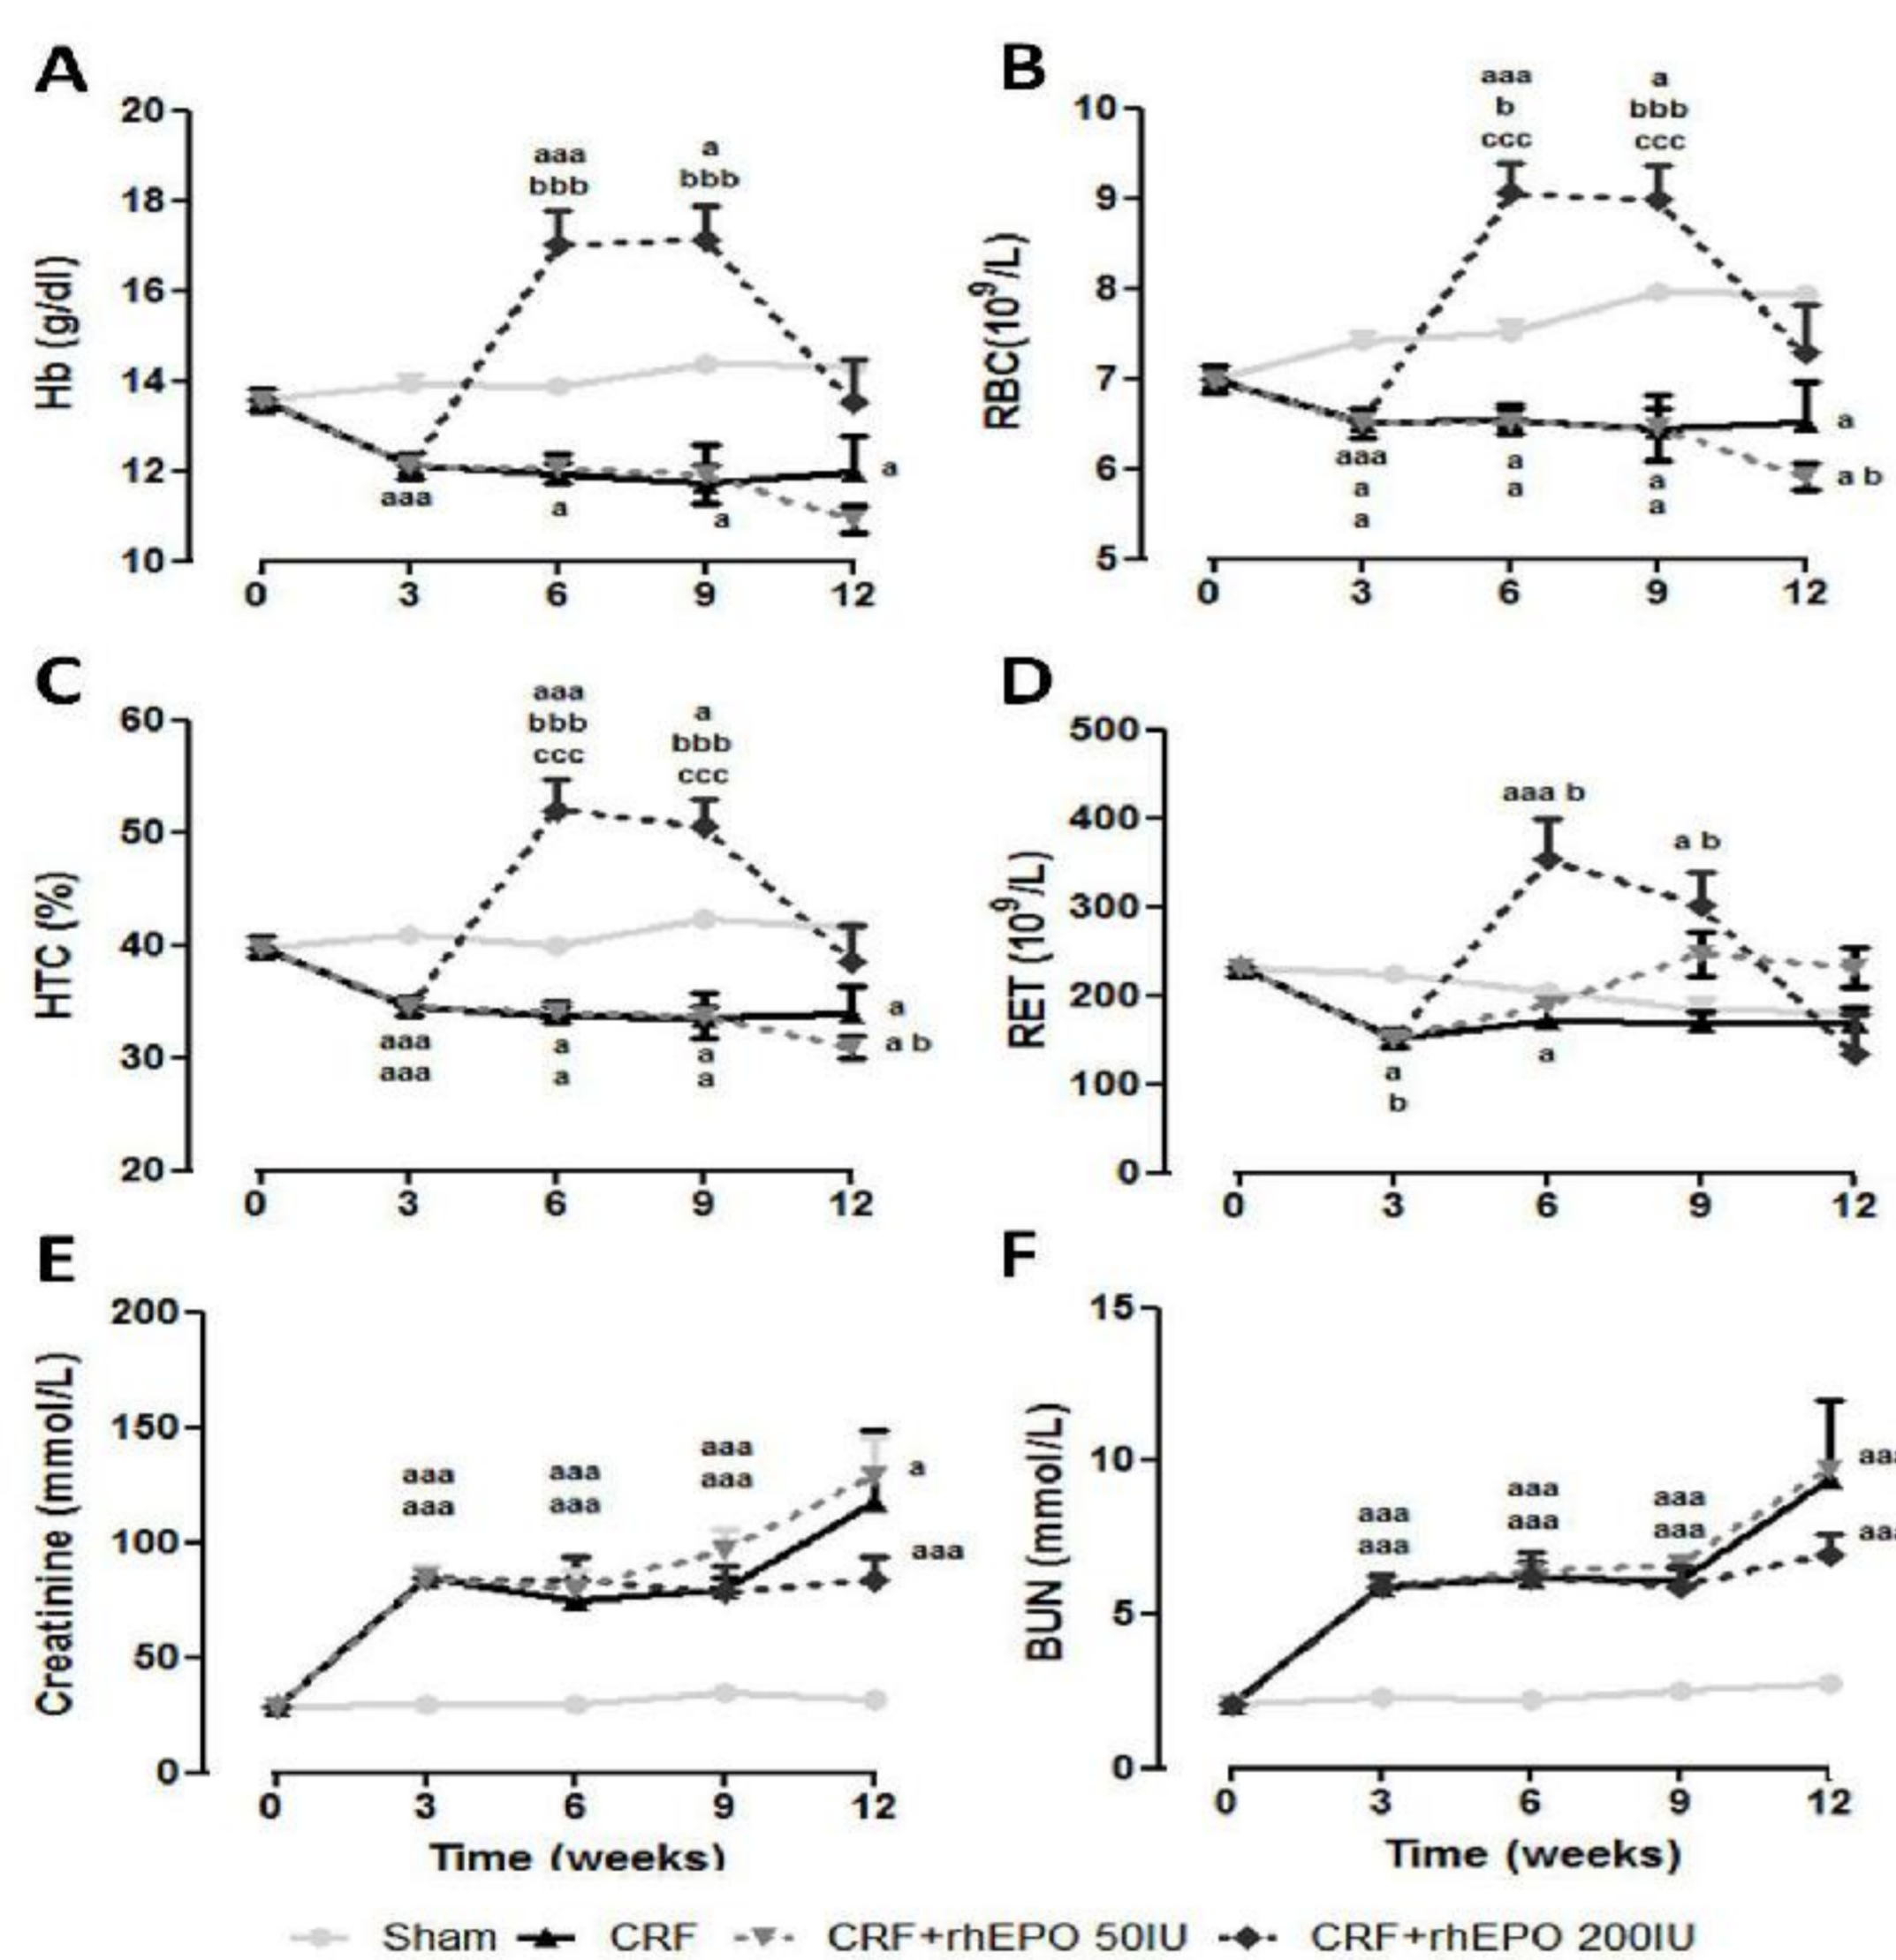 A
Hb (g/dl)
20
18
16
14
12
10
aaa
bbb
a
bbb
aaa
a
a
a
0 3 6 9 12
B
RBC(10⁹/L)
10
9
8
7
6
5
aaa
b
ccc
a
bbb
ccc
aaa
a
a
a
a
a
a
a
a b
0 3 6 9 12
C
HTC (%)
60
50
40
30
20
aaa
bbb
ccc
a
bbb
ccc
aaa
aaa
a
a
a
a
a
a b
0 3 6 9 12
D
RET (10⁹/L)
500
400
300
200
100
0
aaa b
a b
a
b
a
0 3 6 9 12
E
Creatinine (mmol/L)
200
150
100
50
0
aaa
aaa
aaa
aaa
aaa
aaa
a
aaa
0 3 6 9 12
Time (weeks)
F
BUN (mmol/L)
15
10
5
0
aaa
aaa
aaa
aaa
aaa
aaa
aaa
aaa
0 3 6 9 12
Time (weeks)
Sham CRF CRF+rhEPO 50IU CRF+rhEPO 200IU